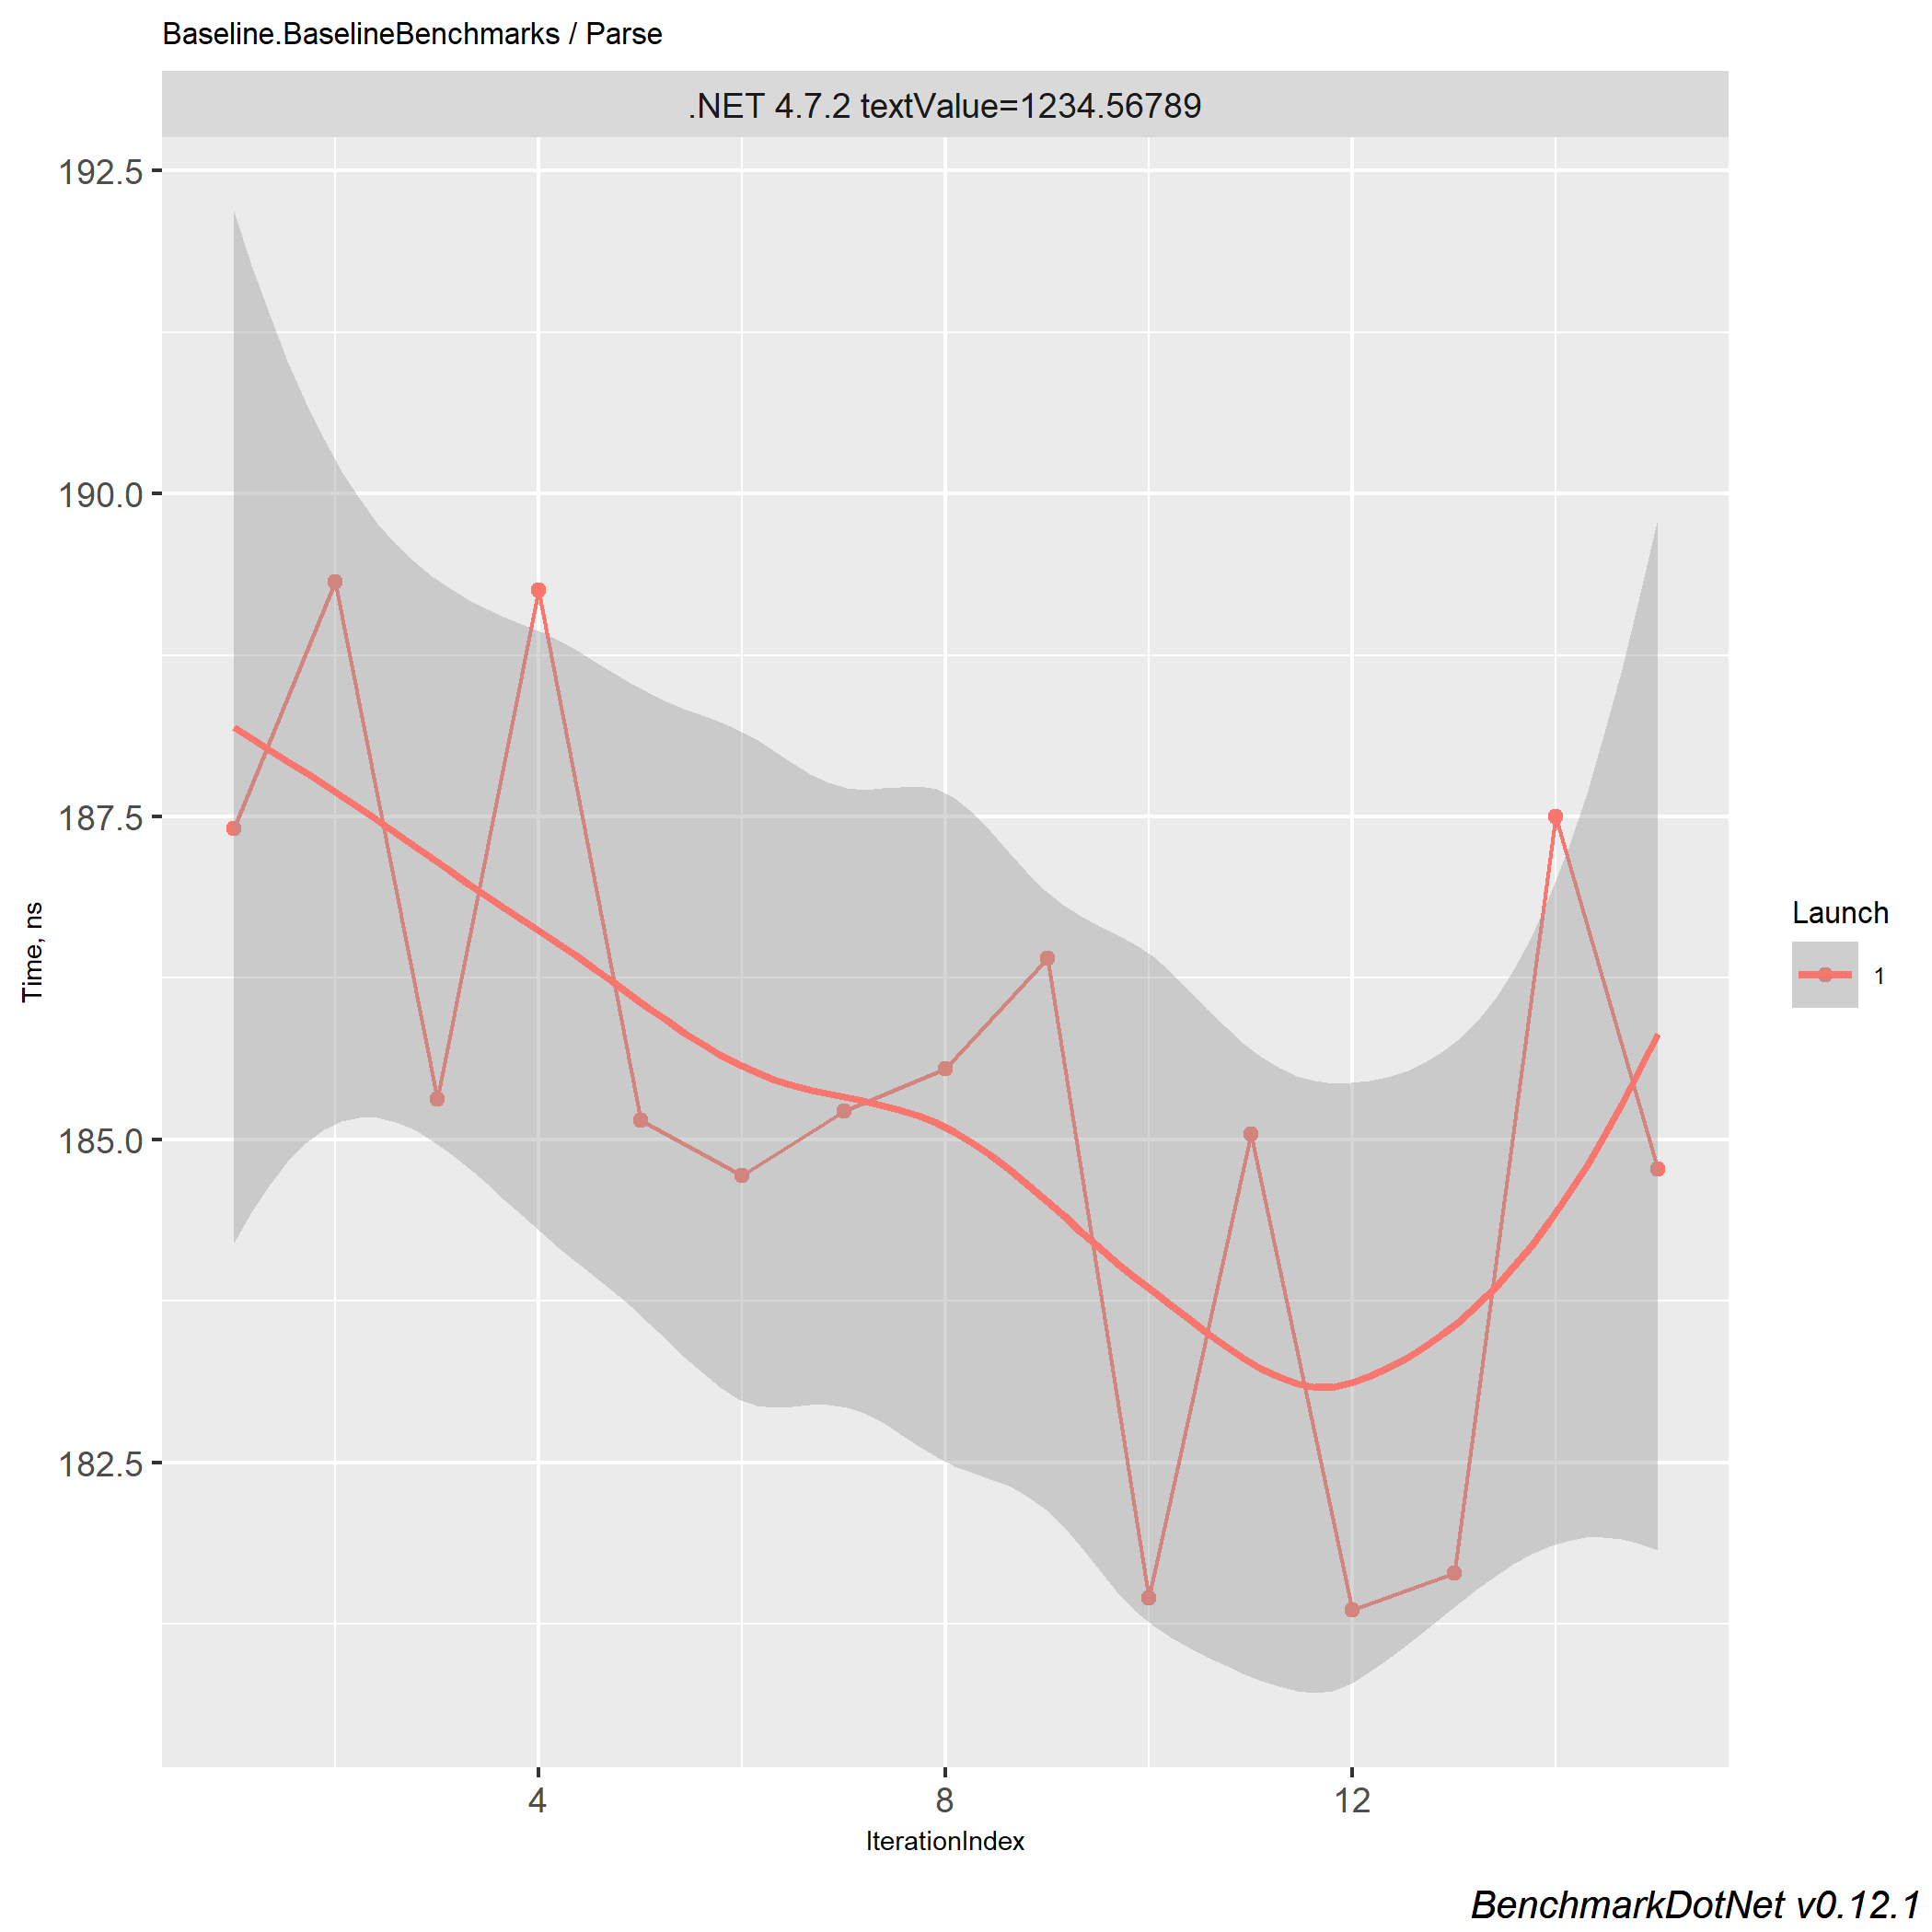 Baseline.BaselineBenchmarks / Parse
.NET 4.7.2 textValue=1234.56789
192.5
190.0
187.5
185.0
182.5
Time, ns
4 8 12
IterationIndex
Launch
1
BenchmarkDotNet v0.12.1